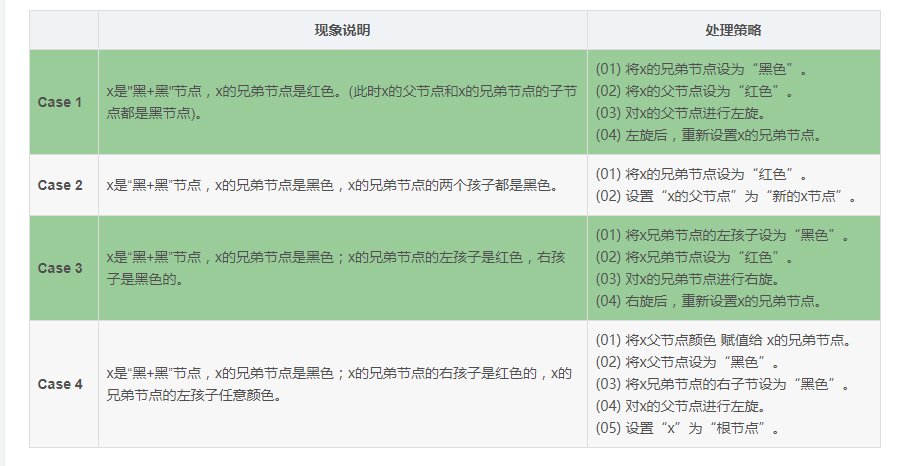 现象说明 处理策略
Case 1
x是"黑+黑"节点，x的兄弟节点是红色。(此时x的父节点和x的兄弟节点的子节
点都是黑节点)。
(01) 将x的兄弟节点设为“黑色”。
(02) 将x的父节点设为“红色”。
(03) 对x的父节点进行左旋。
(04) 左旋后，重新设置x的兄弟节点。
Case 2
x是“黑+黑”节点，x的兄弟节点是黑色，x的兄弟节点的两个孩子都是黑色。
(01) 将x的兄弟节点设为“红色”。
(02) 设置“x的父节点”为“新的x节点”。
Case 3
x是“黑+黑”节点，x的兄弟节点是黑色；x的兄弟节点的左孩子是红色，右孩
子是黑色的。
(01) 将x兄弟节点的左孩子设为“黑色”。
(02) 将x兄弟节点设为“红色”。
(03) 对x的兄弟节点进行右旋。
(04) 右旋后，重新设置x的兄弟节点。
Case 4
x是“黑+黑”节点，x的兄弟节点是黑色；x的兄弟节点的右孩子是红色的，x的
兄弟节点的左孩子任意颜色。
(01) 将x父节点颜色 赋值给 x的兄弟节点。
(02) 将x父节点设为“黑色”。
(03) 将x兄弟节点的右子节设为“黑色”。
(04) 对x的父节点进行左旋。
(05) 设置“x”为“根节点”。